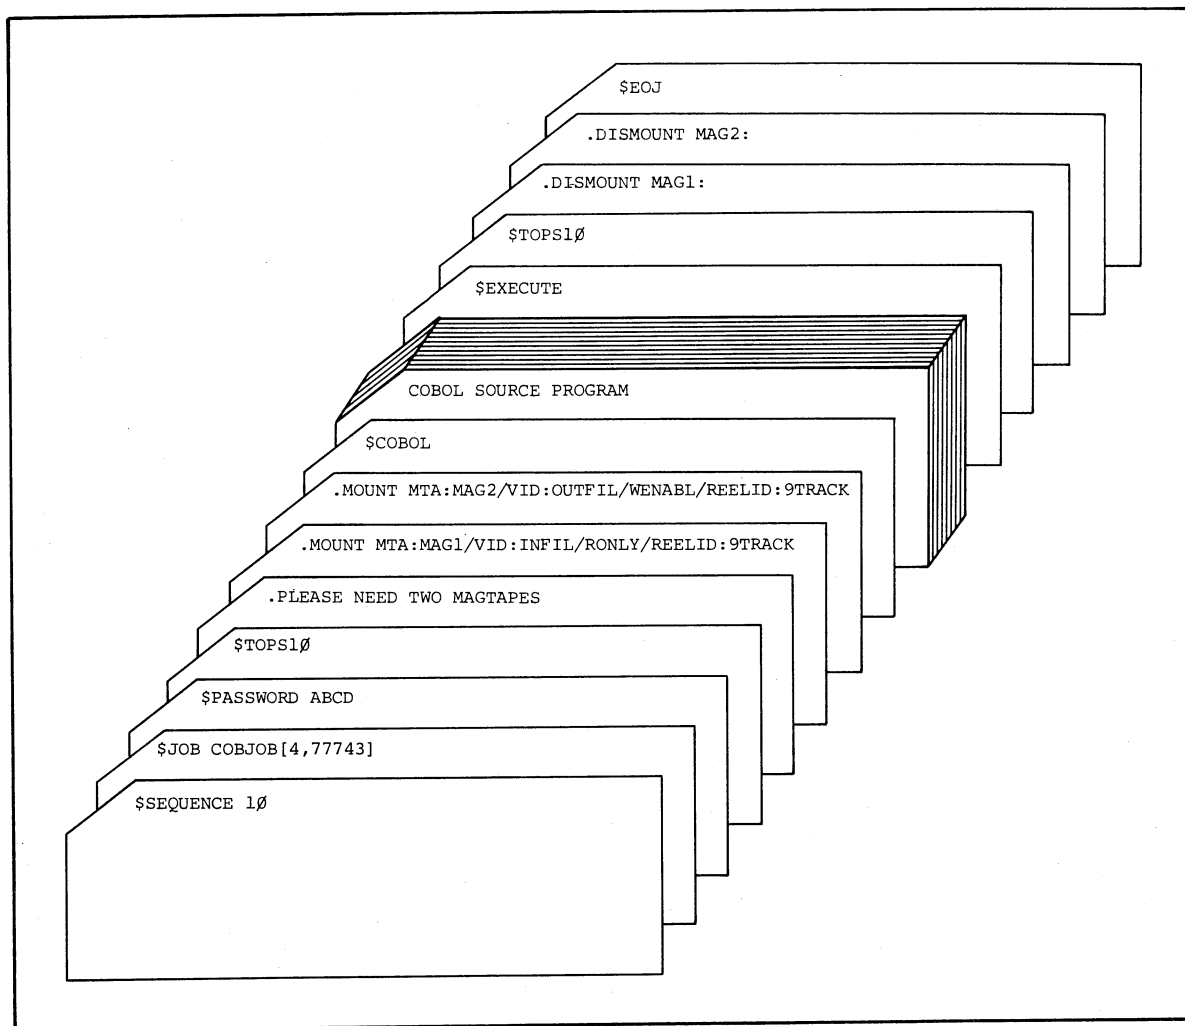 $EOJ
.DISMOUNT MAG2:
.DISMOUNT MAG1:
$TOPS1Ø
$EXECUTE
COBOL SOURCE PROGRAM
$COBOL
.MOUNT MTA:MAG2/VID:OUTFIL/WENABL/REELID:9TRACK
.MOUNT MTA:MAG1/VID:INFIL/RONLY/REELID:9TRACK
.PLEASE NEED TWO MAGTAPES
$TOPS1Ø
$PASSWORD ABCD
$JOB COBJOB[4,77743]
$SEQUENCE 1Ø